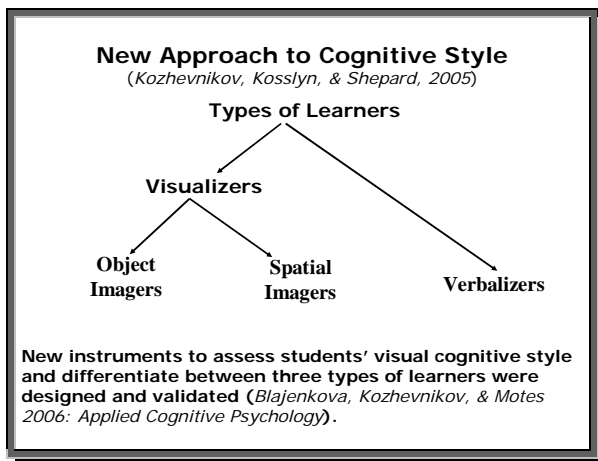 New Approach to Cognitive Style
(Kozhevnikov, Kosslyn, & Shepard, 2005)
Types of Learners
Visualizers
Object
Imagers
Spatial
Imagers
Verbalizers
New instruments to assess students' visual cognitive style
and differentiate between three types of learners were
designed and validated (Blajenkova, Kozhevnikov, & Motes
2006: Applied Cognitive Psychology).